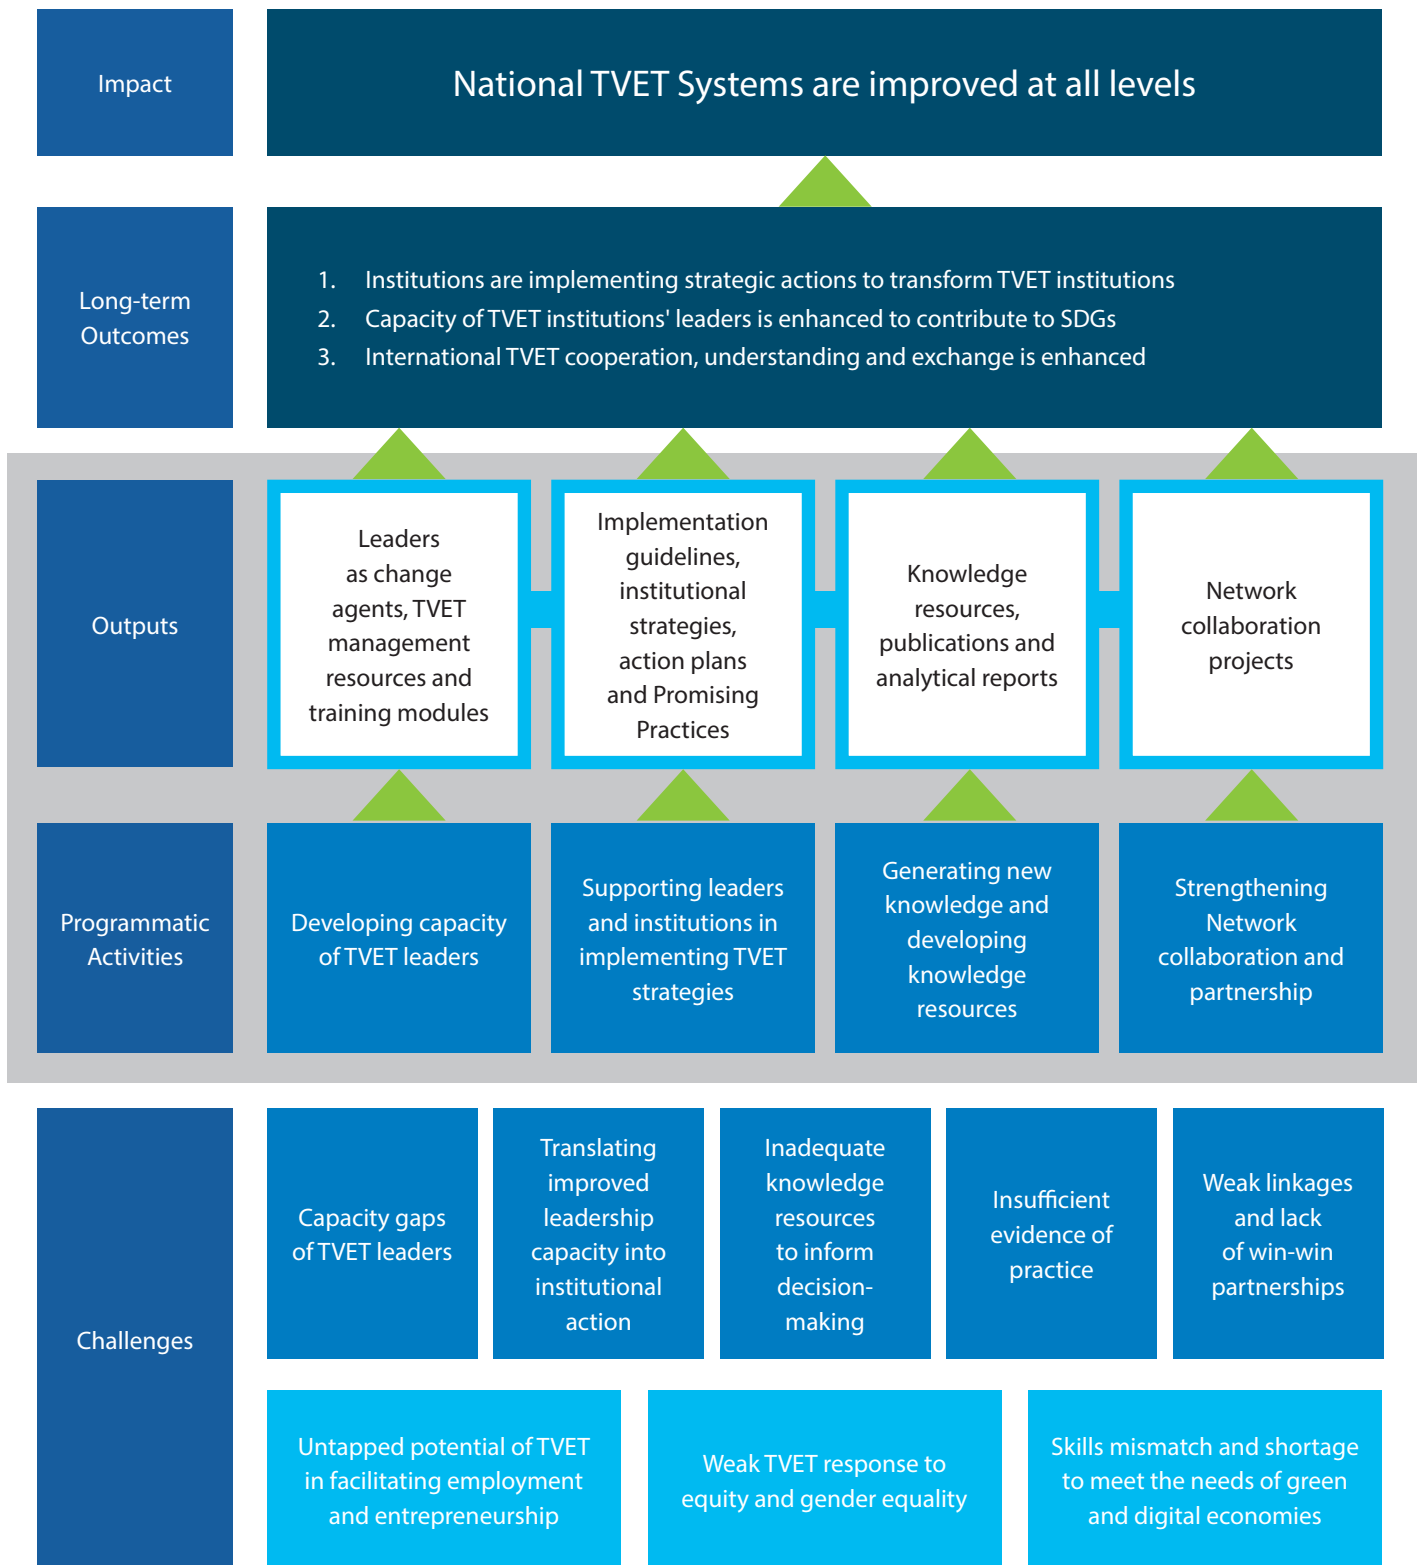 Impact
National TVET Systems are improved at all levels
Long-term
Outcomes
1. Institutions are implementing strategic actions to transform TVET institutions
2. Capacity of TVET institutions' leaders is enhanced to contribute to SDGs
3. International TVET cooperation, understanding and exchange is enhanced
Outputs
Leaders
as change
agents, TVET
management
resources and
training modules
Implementation
guidelines,
institutional
strategies,
action plans
and Promising
Practices
Knowledge
resources,
publications and
analytical reports
Network
collaboration
projects
Programmatic
Activities
Developing capacity
of TVET leaders
Supporting leaders
and institutions in
implementing TVET
strategies
Generating new
knowledge and
developing
knowledge
resources
Strengthening
Network
collaboration and
partnership
Challenges
Capacity gaps
of TVET leaders
Translating
improved
leadership
capacity into
institutional
action
Inadequate
knowledge
resources
to inform
decision-
making
Insufficient
evidence of
practice
Weak linkages
and lack
of win-win
partnerships
Untapped potential of TVET
in facilitating employment
and entrepreneurship
Weak TVET response to
equity and gender equality
Skills mismatch and shortage
to meet the needs of green
and digital economies